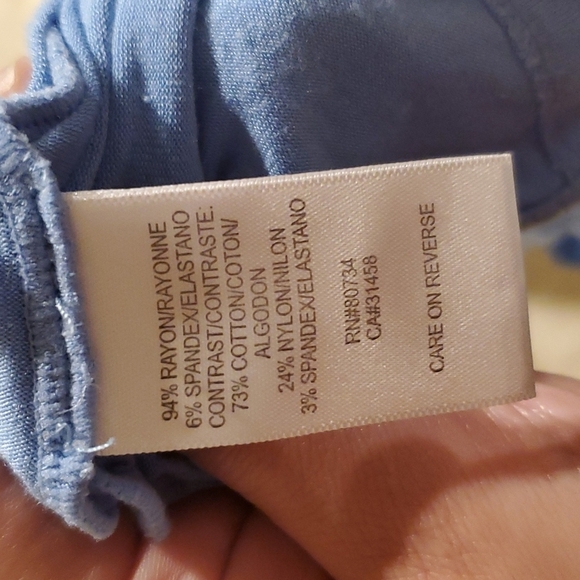 94% RAYON/RAYONNE
6% SPANDEX/ELASTANO
CONTRAST/CONTRASTE:
73% COTTON/COTON/
ALGODON
24% NYLON/NILON
3% SPANDEX/ELASTANO
RN#80734
CA#31458
CARE ON REVERSE